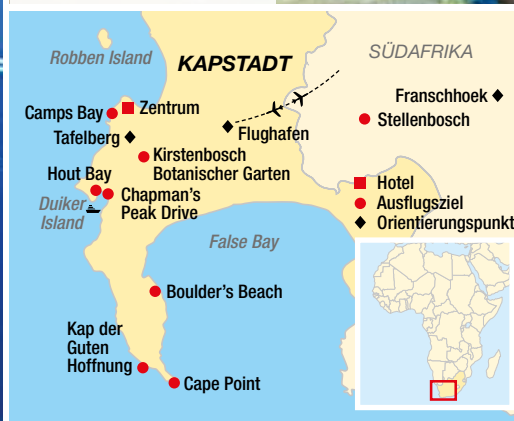 Robben Island
KAPSTADT
SÜDAFRIKA
Franschhoek
Camps Bay
Zentrum
Stellenbosch
Tafelberg
Flughafen
Kirstenbosch
Botanischer Garten
Hout Bay
Chapman's
Peak Drive
Duiker
Island
Hotel
Ausflugsziel
Orientierungspunkt
False Bay
Boulder's Beach
Kap der
Guten
Hoffnung
Cape Point